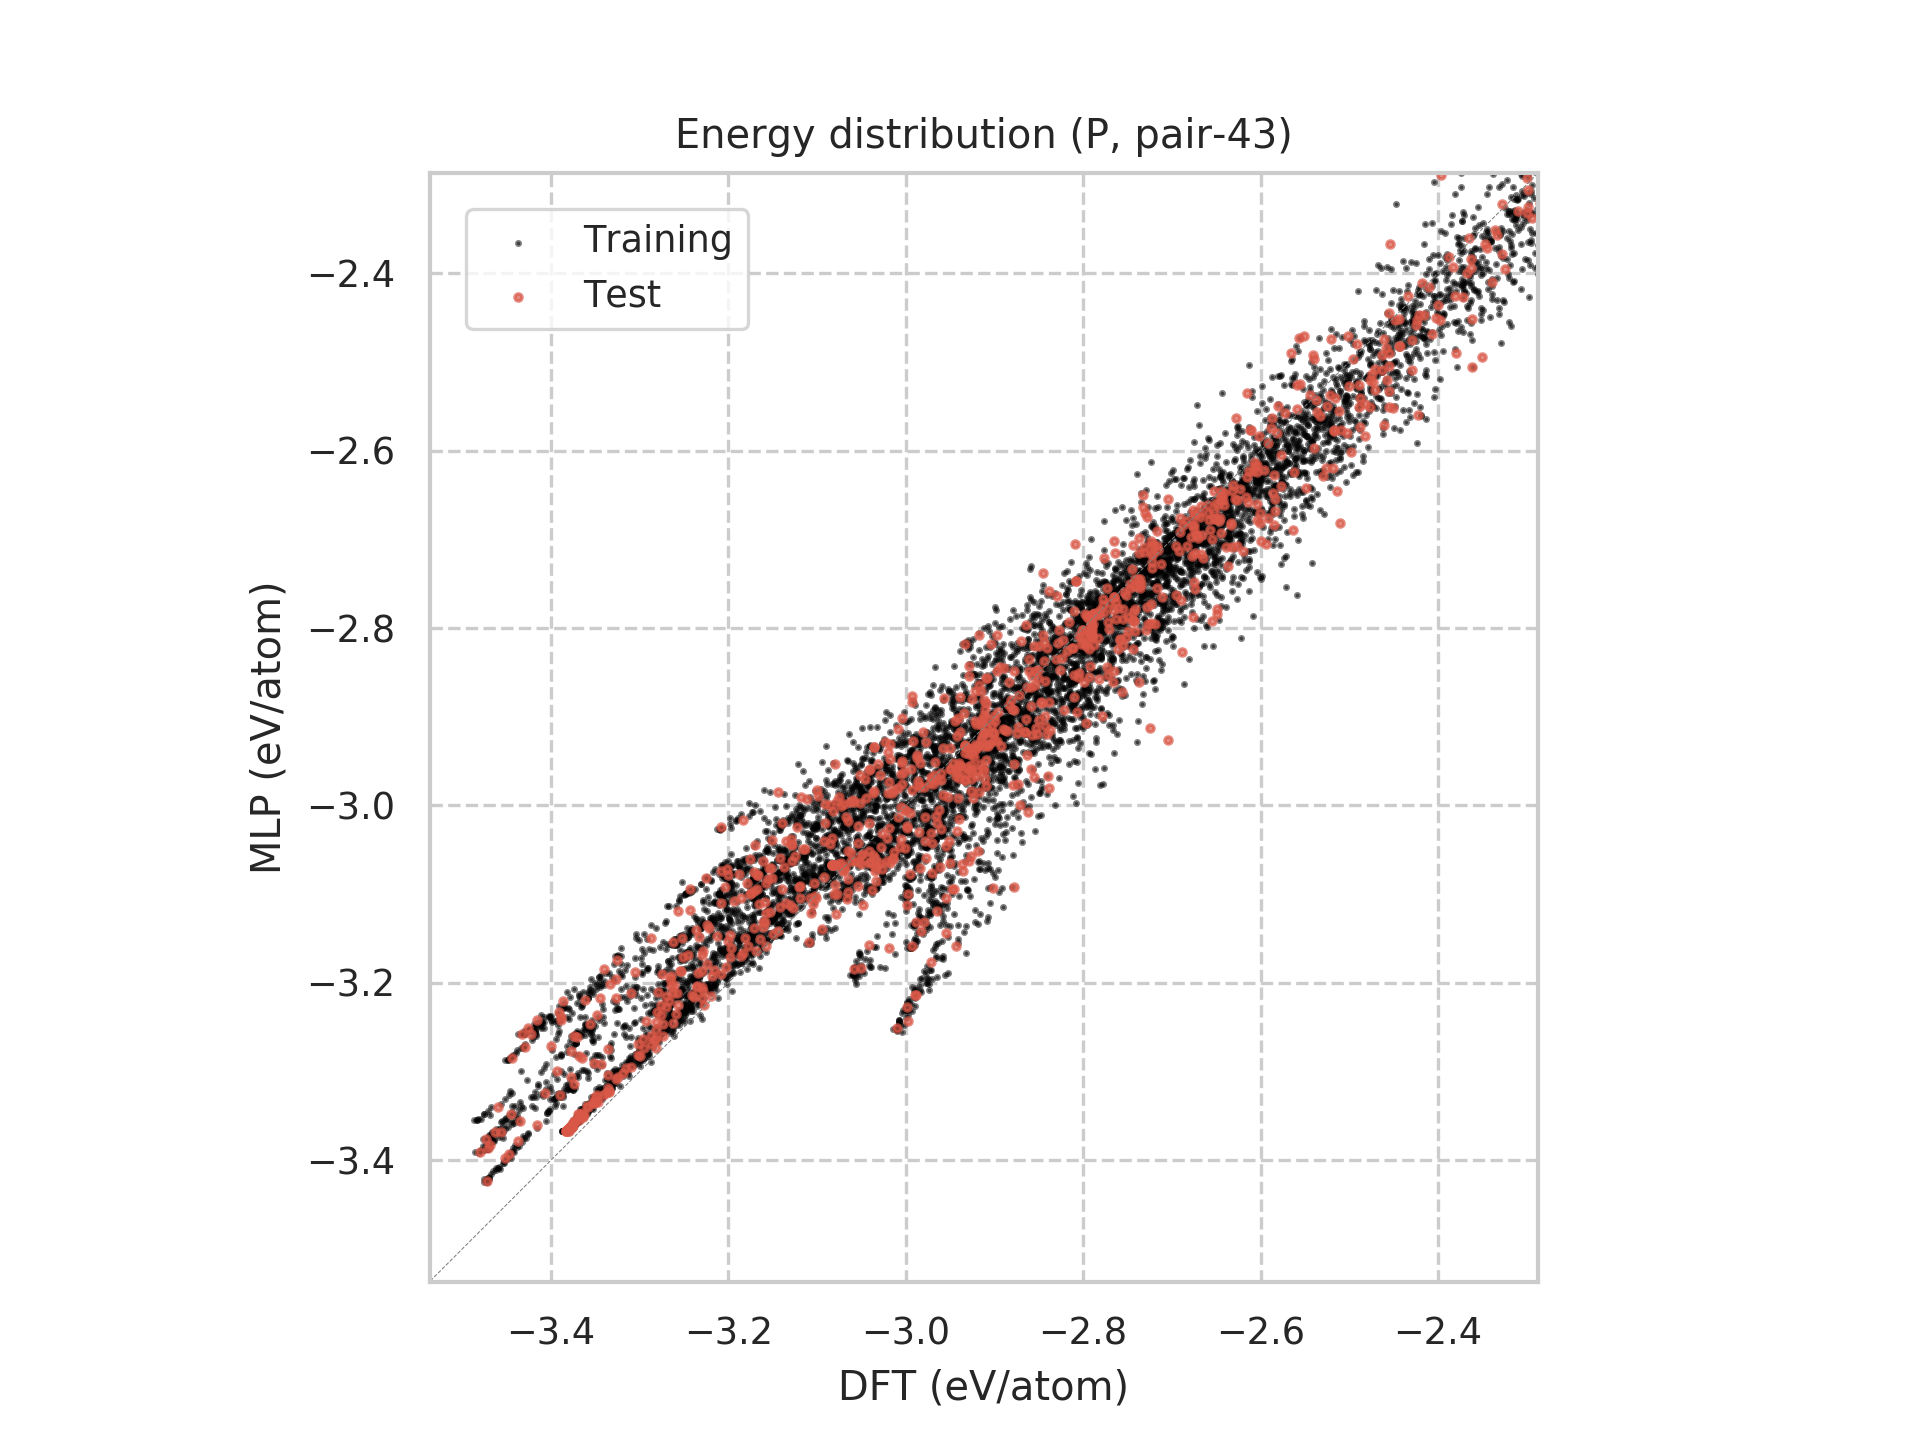 Energy distribution (P, pair-43)
Training
Test
−2.4
−2.6
−2.8
−3.0
−3.2
−3.4
MLP (eV/atom)
−3.4 −3.2 −3.0 −2.8 −2.6 −2.4
DFT (eV/atom)